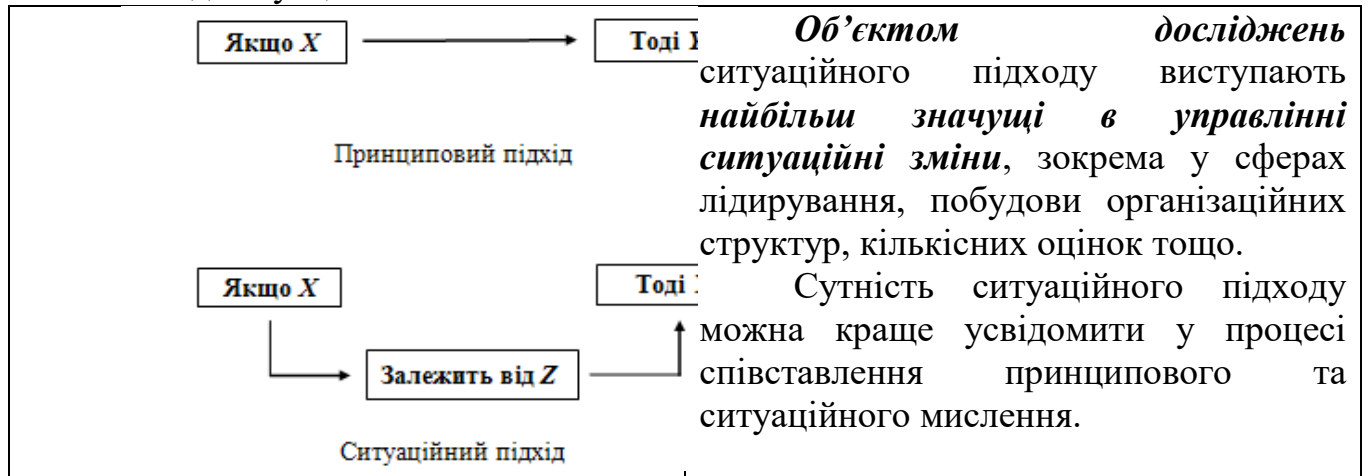 Якщо X
Тоді
Принциповий підхід
Якщо X
Тоді
Залежить від Z
Ситуаційний підхід
Об’єктом досліджень
ситуаційного підходу виступають
найбільш значущі в управлінні
ситуаційні зміни, зокрема у сферах
лідирування, побудови організаційних
структур, кількісних оцінок тощо.
Сутність ситуаційного підходу
можна краще усвідомити у процесі
співставлення принципового та
ситуаційного мислення.